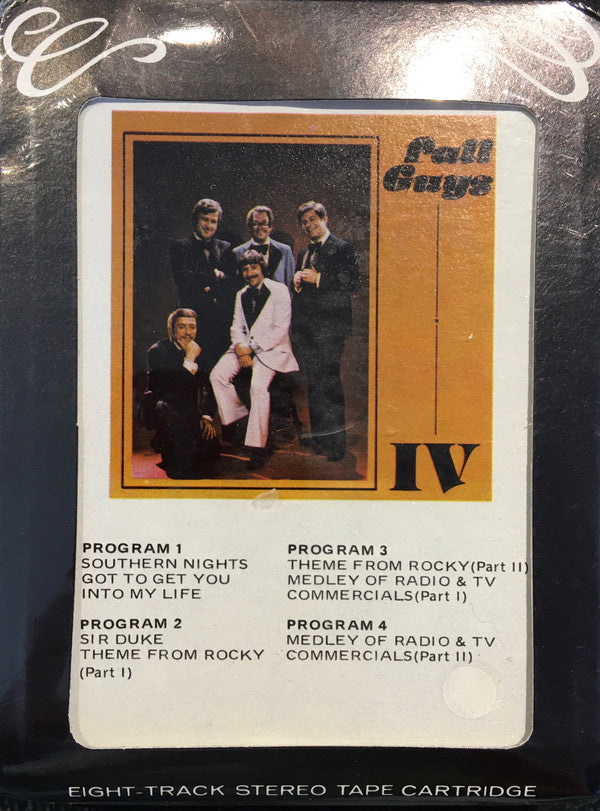 Fall
Guys
IV
PROGRAM 1
SOUTHERN NIGHTS
GOT TO GET YOU
INTO MY LIFE
PROGRAM 2
SIR DUKE
THEME FROM ROCKY
(Part I)
PROGRAM 3
THEME FROM ROCKY(Part II)
MEDLEY OF RADIO & TV
COMMERCIALS(Part I)
PROGRAM 4
MEDLEY OF RADIO & TV
COMMERCIALS(Part II)
EIGHT-TRACK STEREO TAPE CARTRIDGE